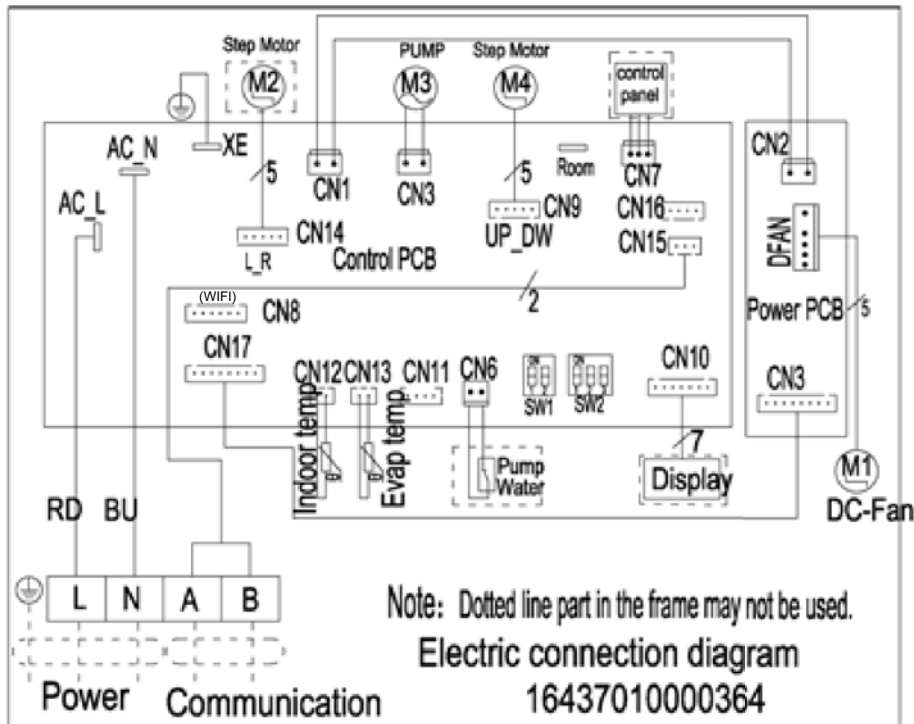 Step Motor
PUMP
Step Motor
M2
M3
M4
control
panel
AC_N
XE
5
CN1
CN3
5
Room
CN7
CN2
AC_L
CN14
L_R
Control PCB
CN9
UP_DW
CN16
CN15
DFAN
(WIFI)
CN8
2
Power PCB
5
CN17
CN12
CN13
CN11
CN6
ON
SW1
ON
SW2
CN10
CN3
Indoor temp
θ
Evap temp
θ
Pump
Water
7
Display
M1
DC-Fan
RD
BU
L
N
A
B
Note: Dotted line part in the frame may not be used.
Electric connection diagram
16437010000364
Power
Communication